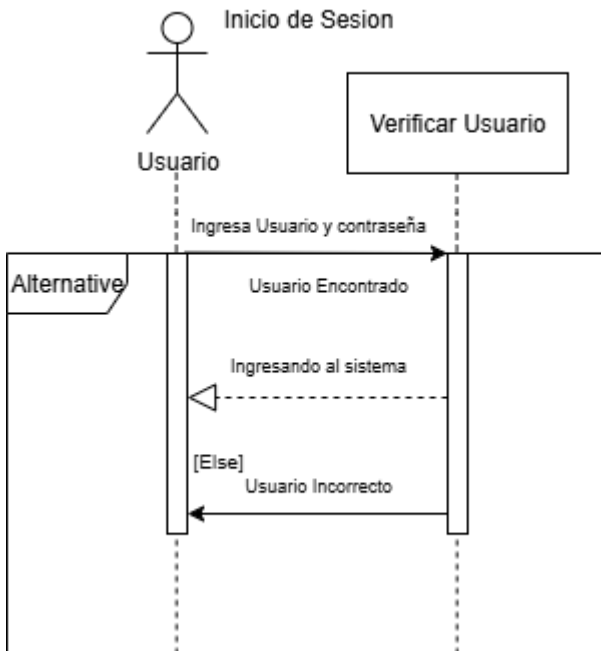 Inicio de Sesion
Usuario
Verificar Usuario
Ingresa Usuario y contraseña
Alternative
Usuario Encontrado
Ingresando al sistema
[Else]
Usuario Incorrecto